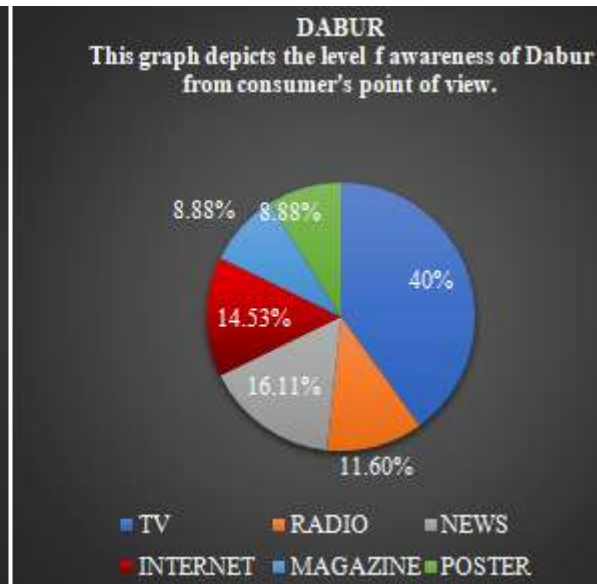 DABUR
This graph depicts the level f awareness of Dabur
from consumer's point of view.
8.88%
8.88%
40%
14.53%
16.11%
11.60%
TV RADIO NEWS
INTERNET MAGAZINE POSTER